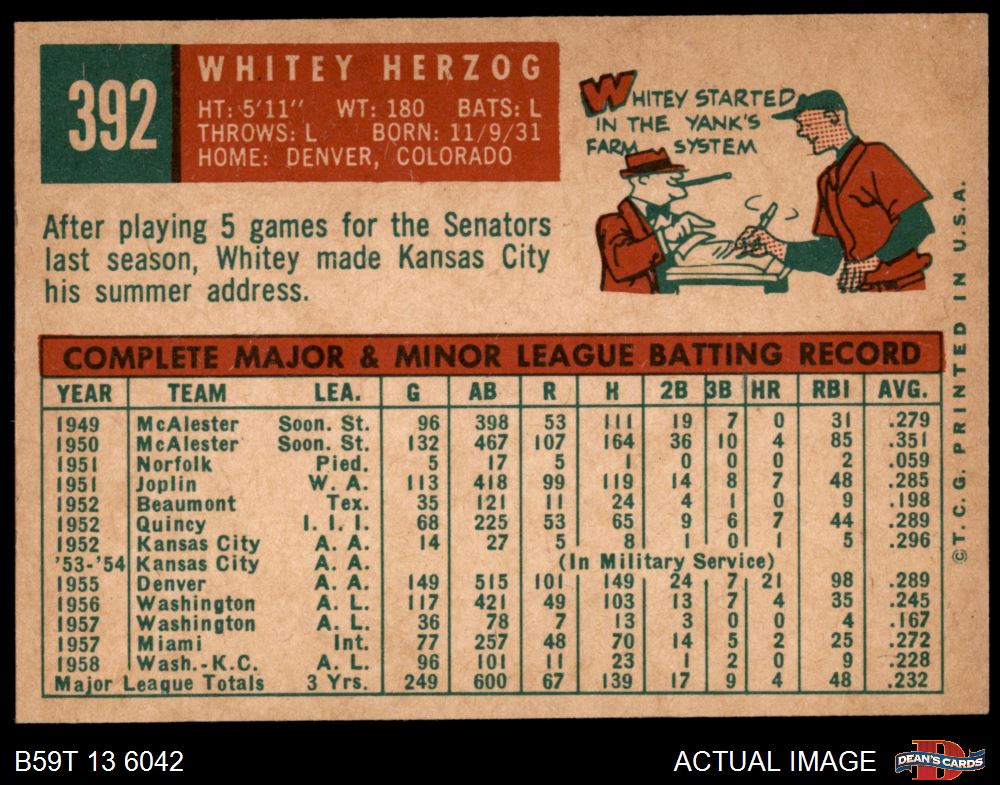 392
WHITEY HERZOG
HT: 5'11" WT: 180 BATS: L
THROWS: L BORN: 11/9/31
HOME: DENVER, COLORADO
WHITEY STARTED
IN THE YANK'S
FARM SYSTEM
After playing 5 games for the Senators
last season, Whitey made Kansas City
his summer address.
COMPLETE MAJOR & MINOR LEAGUE BATTING RECORD
YEAR TEAM LEA. G AB R H 2B 3B HR RBI AVG.
1949 McAlester Soon. St. 96 398 53 111 19 7 0 31 .279
1950 McAlester Soon. St. 132 467 107 164 36 10 4 85 .351
1951 Norfolk Pied. 5 17 5 1 0 0 0 2 .059
1951 Joplin W. A. 113 418 99 119 14 8 7 48 .285
1952 Beaumont Tex. 35 121 11 24 4 1 0 9 .198
1952 Quincy I. I. I. 68 225 53 65 9 6 7 44 .289
1952 Kansas City A. A. 14 27 5 8 1 0 1 5 .296
'53-'54 Kansas City A. A. (In Military Service)
1955 Denver A. A. 149 515 101 149 24 7 21 98 .289
1956 Washington A. L. 117 421 49 103 13 7 4 35 .245
1957 Washington A. L. 36 78 7 13 3 0 0 4 .167
1957 Miami Int. 77 257 48 70 14 5 2 25 .272
1958 Wash.-K.C. A. L. 96 101 11 23 1 2 0 9 .228
Major League Totals 3 Yrs. 249 600 67 139 17 9 4 48 .232
©T. C. G. PRINTED IN U.S.A.
B59T 13 6042
ACTUAL IMAGE
D
DEAN'S CARDS